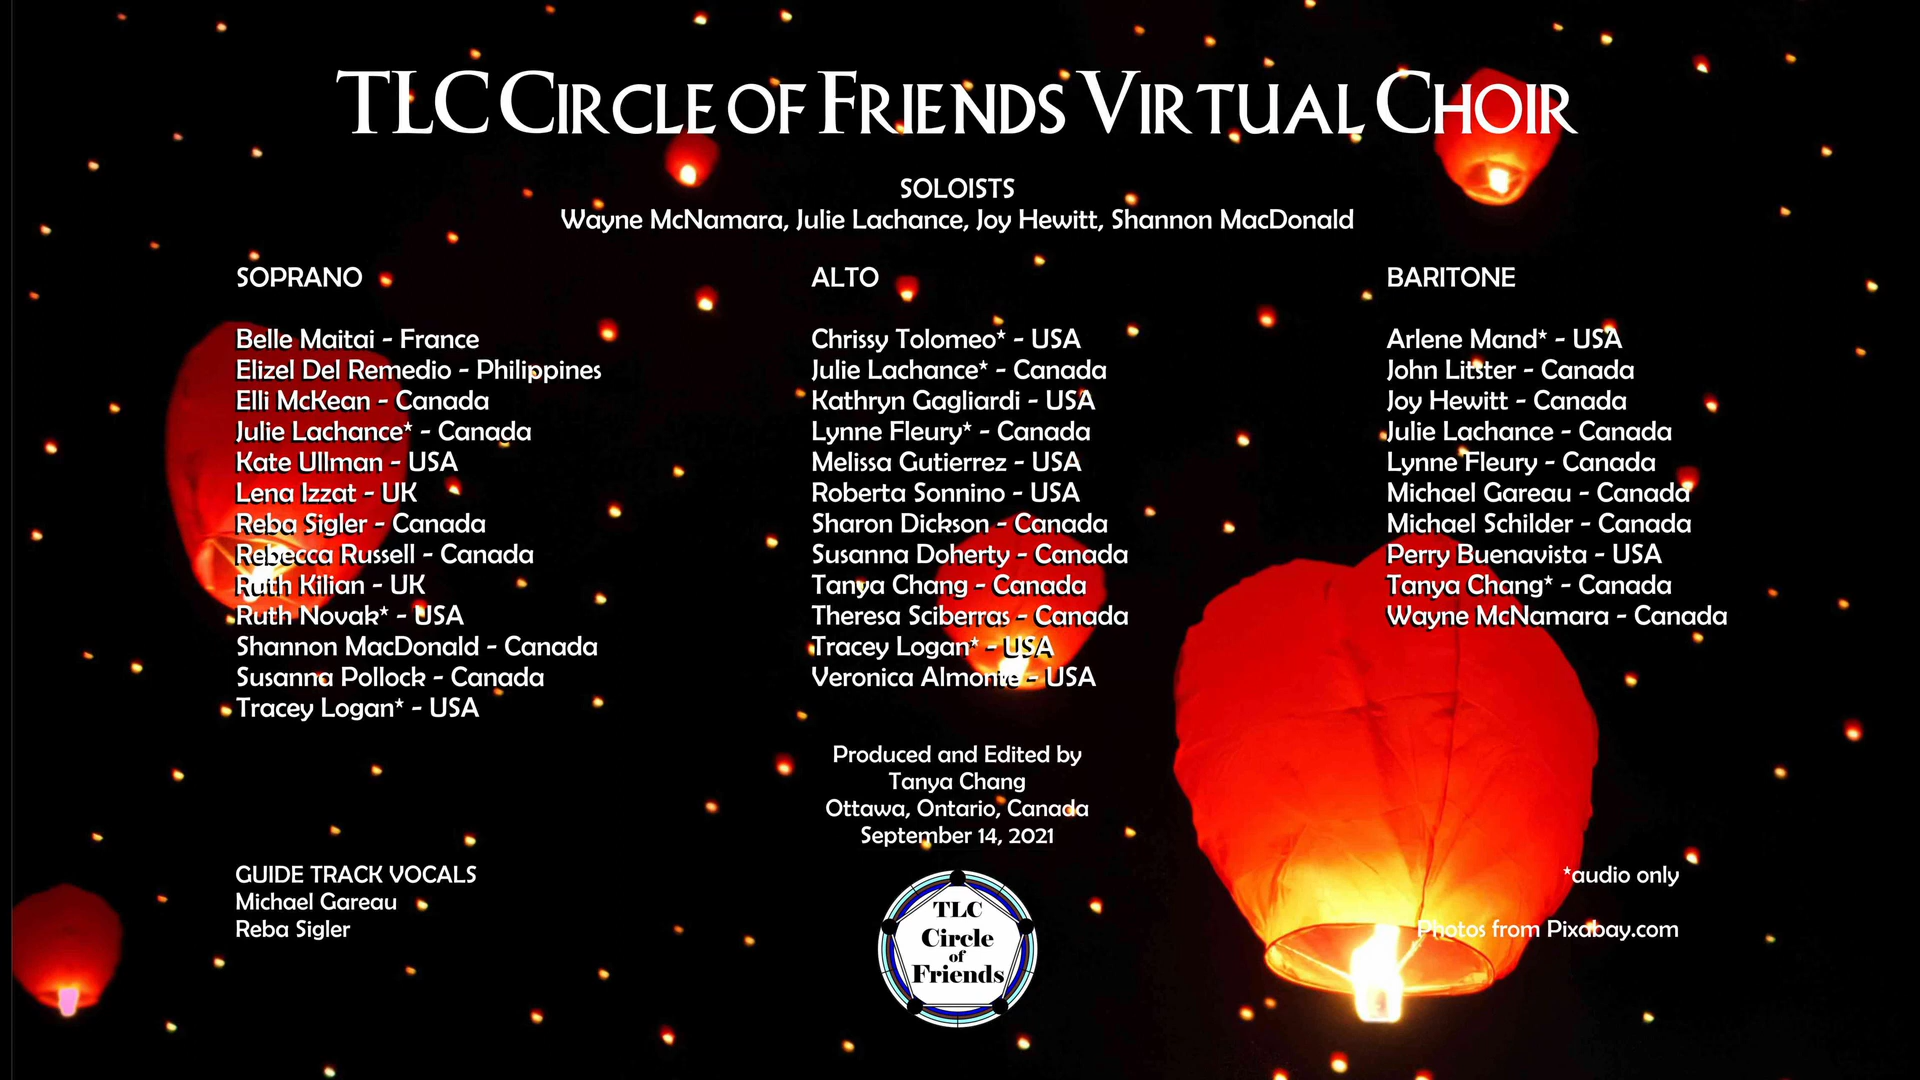 TLC CIRCLE OF FRIENDS VIRTUAL CHOIR
SOLOISTS
Wayne McNamara, Julie Lachance, Joy Hewitt, Shannon MacDonald
SOPRANO
Belle Maitai - France
Elizel Del Remedio - Philippines
Elli McKean - Canada
Julie Lachance* - Canada
Kate Ullman - USA
Lena Izzat - UK
Reba Sigler - Canada
Rebecca Russell - Canada
Ruth Kilian - UK
Ruth Novak* - USA
Shannon MacDonald - Canada
Susanna Pollock - Canada
Tracey Logan* - USA
ALTO
Chrissy Tolomeo* - USA
Julie Lachance* - Canada
Kathryn Gagliardi - USA
Lynne Fleury* - Canada
Melissa Gutierrez - USA
Roberta Sonnino - USA
Sharon Dickson - Canada
Susanna Doherty - Canada
Tanya Chang - Canada
Theresa Sciberras - Canada
Tracey Logan* - USA
Veronica Almonte - USA
BARITONE
Arlene Mand* - USA
John Litster - Canada
Joy Hewitt - Canada
Julie Lachance - Canada
Lynne Fleury - Canada
Michael Gareau - Canada
Michael Schilder - Canada
Perry Buenavista - USA
Tanya Chang* - Canada
Wayne McNamara - Canada
Produced and Edited by
Tanya Chang
Ottawa, Ontario, Canada
September 14, 2021
GUIDE TRACK VOCALS
Michael Gareau
Reba Sigler
TLC
Circle
of
Friends
*audio only
Photos from Pixabay.com